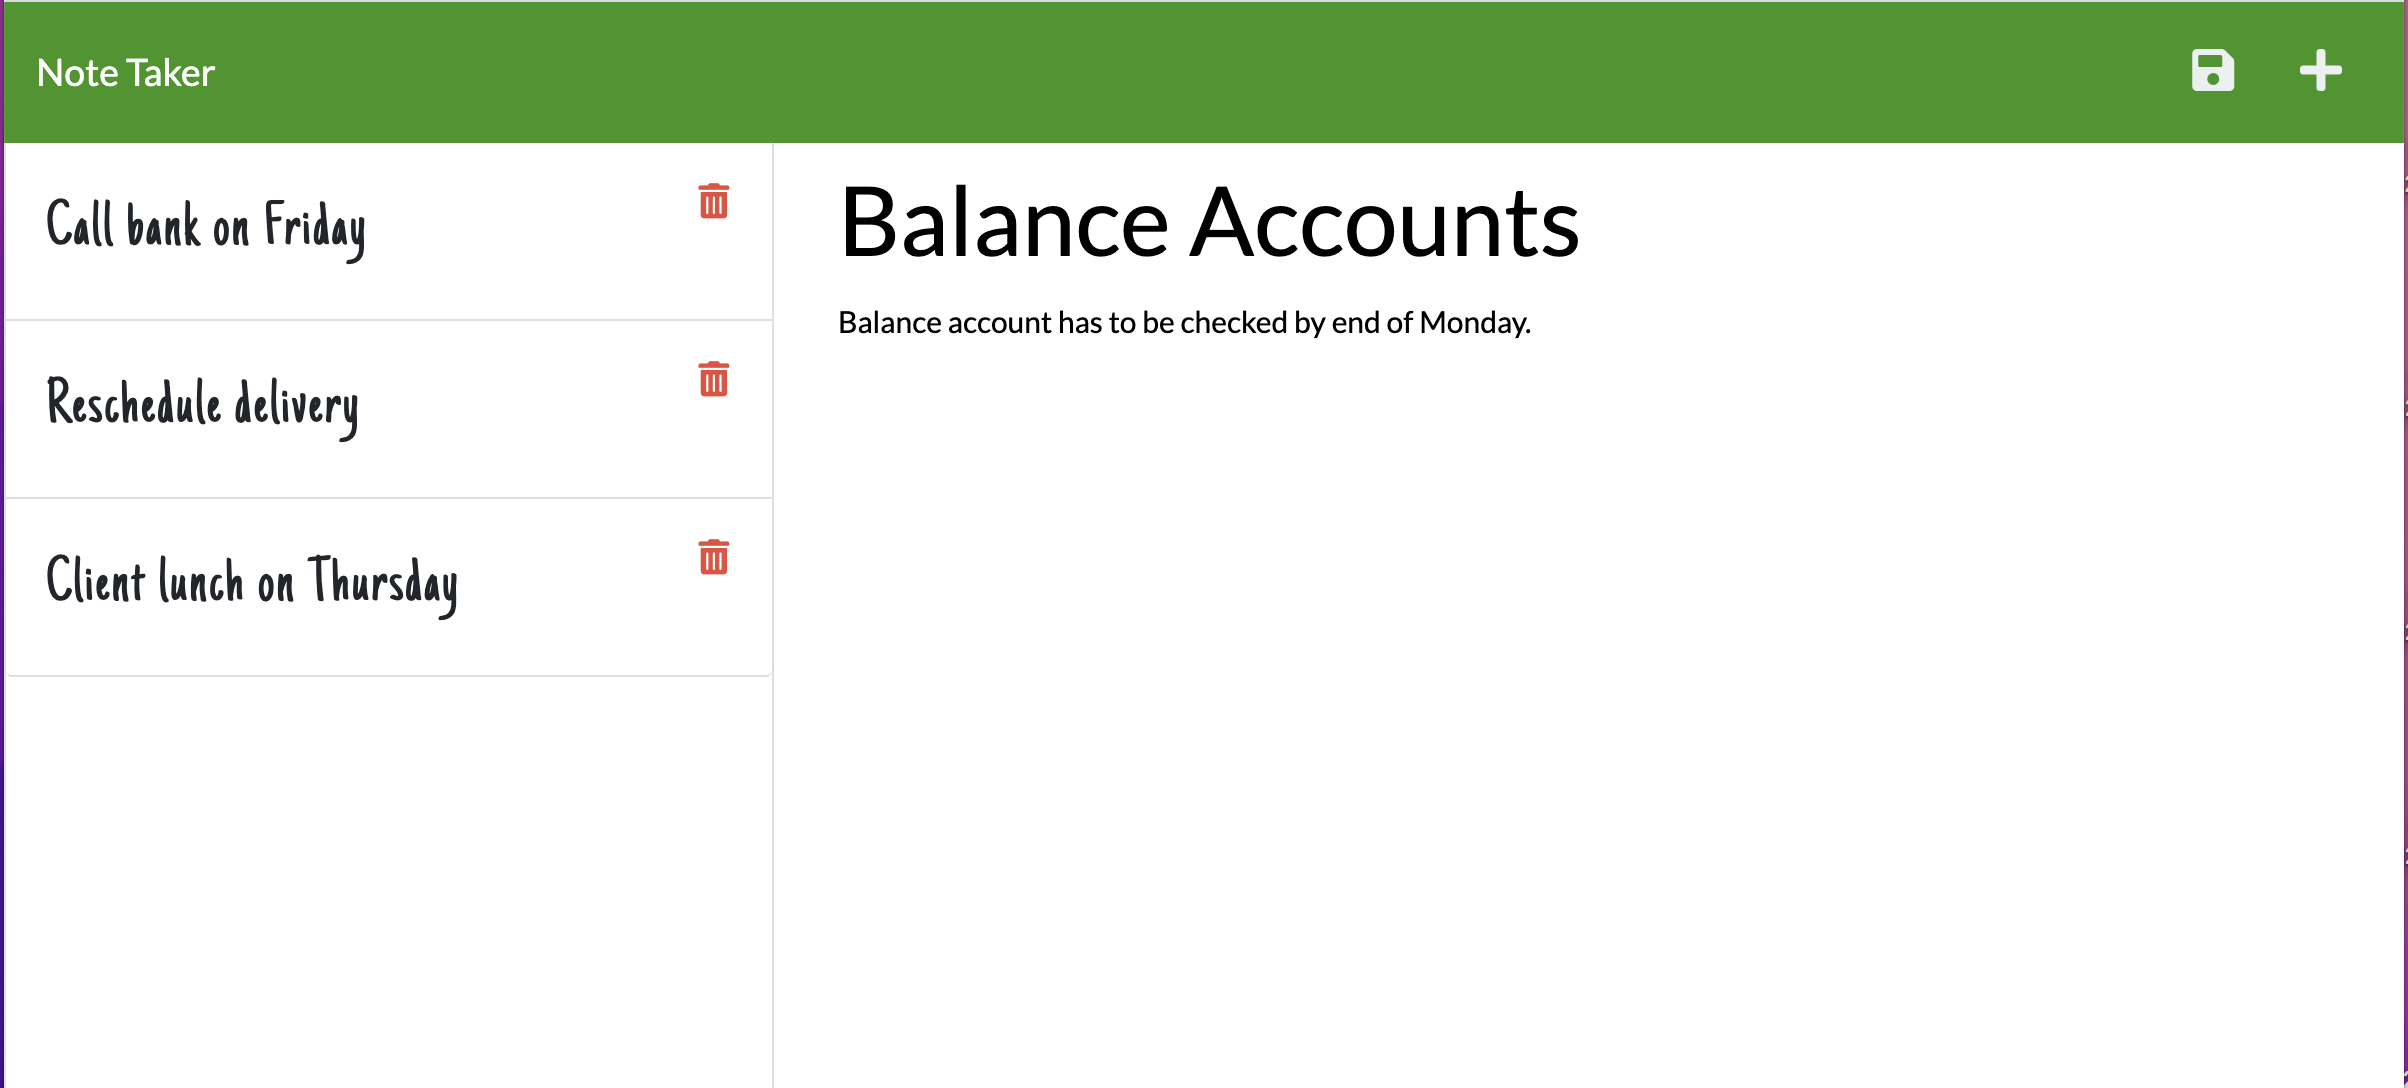 Note Taker
Call bank on Friday
Reschedule delivery
Client lunch on Thursday
Balance Accounts
Balance account has to be checked by end of Monday.